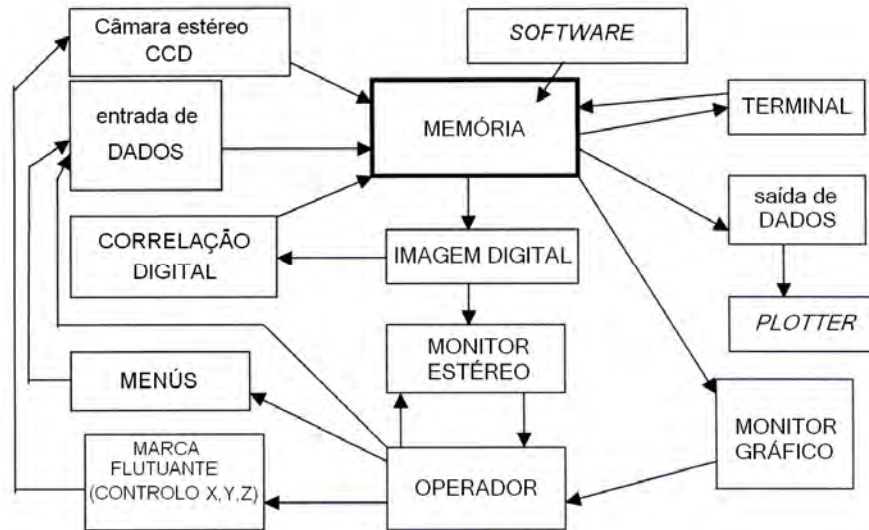 Câmara estéreo
CCD
SOFTWARE
entrada de
DADOS
MEMÓRIA
TERMINAL
saída de
DADOS
CORRELAÇÃO
DIGITAL
IMAGEM DIGITAL
PLOTTER
MONITOR
ESTÉREO
MENÚS
MONITOR
GRÁFICO
MARCA
FLUTUANTE
(CONTROLO X,Y,Z)
OPERADOR